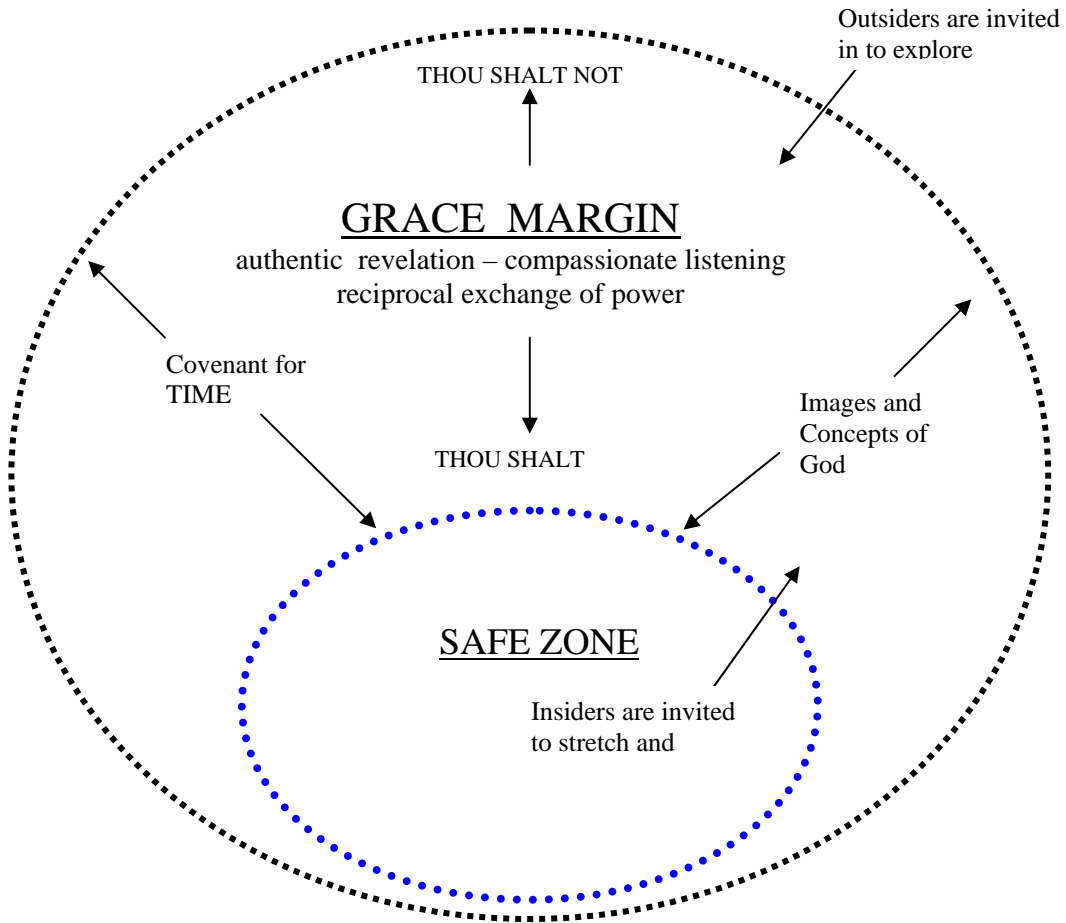 Outsiders are invited
in to explore
THOU SHALT NOT
GRACE MARGIN
authentic revelation – compassionate listening
reciprocal exchange of power
Covenant for
TIME
Images and
Concepts of
God
THOU SHALT
SAFE ZONE
Insiders are invited
to stretch and